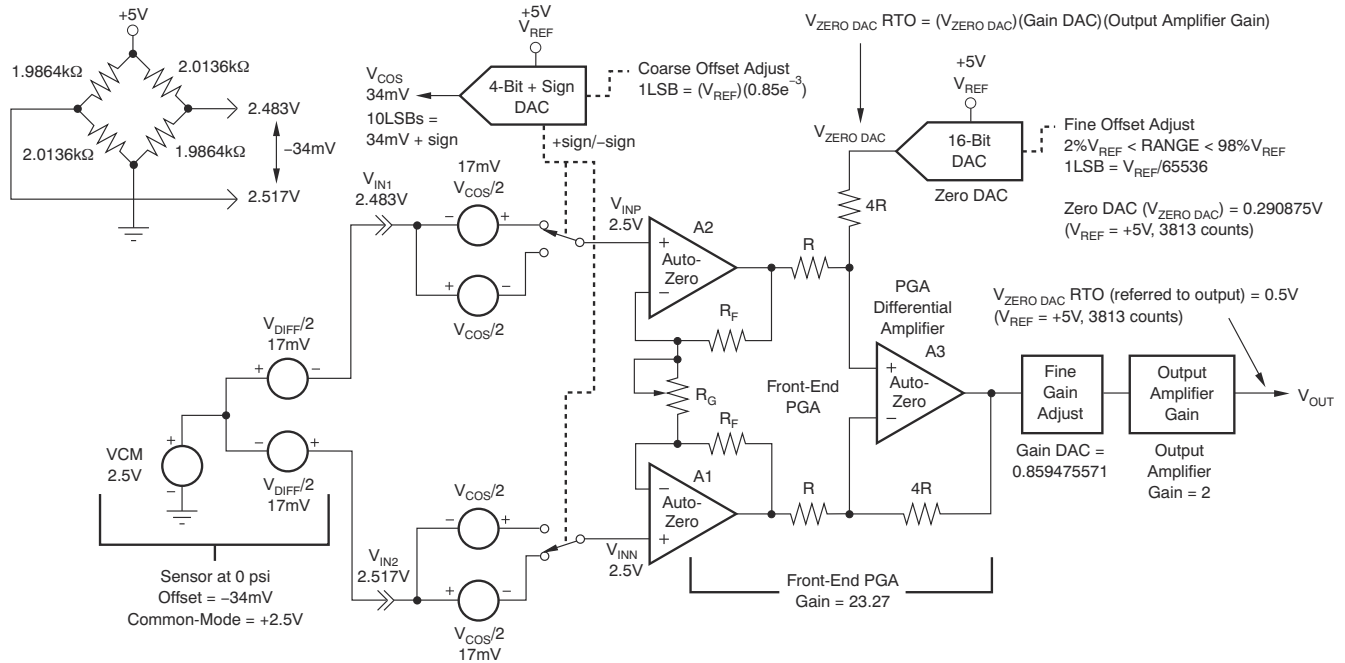 +5V
1.9864kΩ
2.0136kΩ
2.0136kΩ
1.9864kΩ
2.483V
–34mV
2.517V
+5V
VREF
VCOS
34mV
10LSBs =
34mV + sign
4-Bit + Sign
DAC
Coarse Offset Adjust
1LSB = (VREF)(0.85e–3)
+sign/–sign
VZERO DAC RTO = (VZERO DAC)(Gain DAC)(Output Amplifier Gain)
+5V
VREF
VZERO DAC
16-Bit
DAC
Zero DAC
Fine Offset Adjust
2%VREF < RANGE < 98%VREF
1LSB = VREF/65536
Zero DAC (VZERO DAC) = 0.290875V
(VREF = +5V, 3813 counts)
VIN1
2.483V
17mV
VCOS/2
– +
+ –
VCOS/2
VINP
2.5V
A2
+
Auto-
Zero
–
RF
R
4R
RG
RF
Front-End
PGA
PGA
Differential
Amplifier
A3
+
Auto-
Zero
–
VZERO DAC RTO (referred to output) = 0.5V
(VREF = +5V, 3813 counts)
Fine
Gain
Adjust
Gain DAC =
0.859475571
Output
Amplifier
Gain
Output
Amplifier
Gain = 2
VOUT
VDIFF/2
17mV
+ –
VCM
2.5V
+
–
– +
VDIFF/2
17mV
VCOS/2
– +
VIN2
2.517V
+ –
VCOS/2
17mV
VINN
2.5V
A1
–
Auto-
Zero
+
R
4R
Sensor at 0 psi
Offset = –34mV
Common-Mode = +2.5V
Front-End PGA
Gain = 23.27